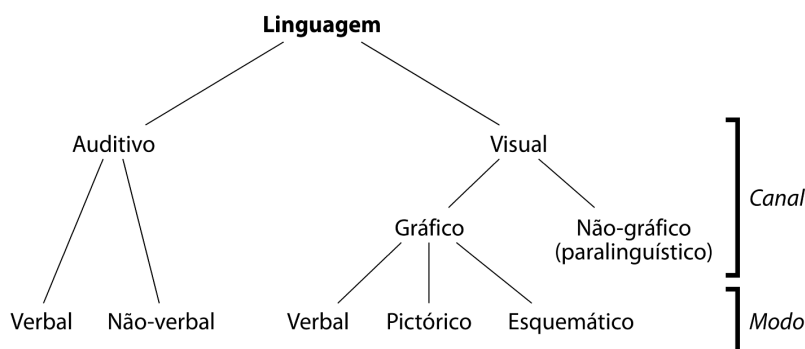 Linguagem
Auditivo
Visual
Canal
Gráfico
Não-gráfico
(paralinguístico)
Verbal
Não-verbal
Verbal
Pictórico
Esquemático
Modo